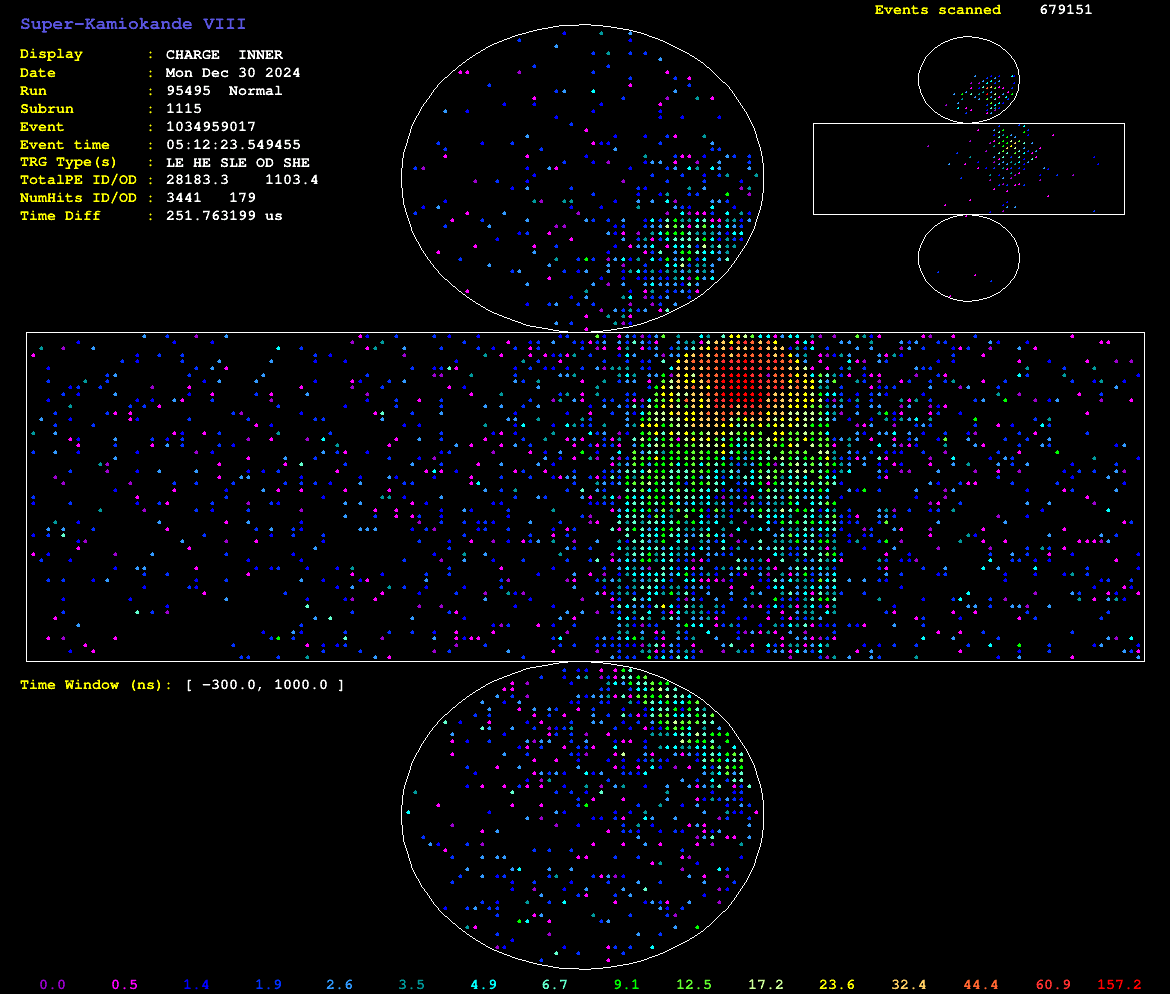 Super-Kamiokande VIII
Events scanned 679151
Display : CHARGE INNER
Date : Mon Dec 30 2024
Run : 95495 Normal
Subrun : 1115
Event : 1034959017
Event time : 05:12:23.549455
TRG Type(s) : LE HE SLE OD SHE
TotalPE ID/OD : 28183.3 1103.4
NumHits ID/OD : 3441 179
Time Diff : 251.763199 us
Time Window (ns): [ −300.0, 1000.0 ]
0.0 0.5 1.4 1.9 2.6 3.5 4.9 6.7 9.1 12.5 17.2 23.6 32.4 44.4 60.9 157.2